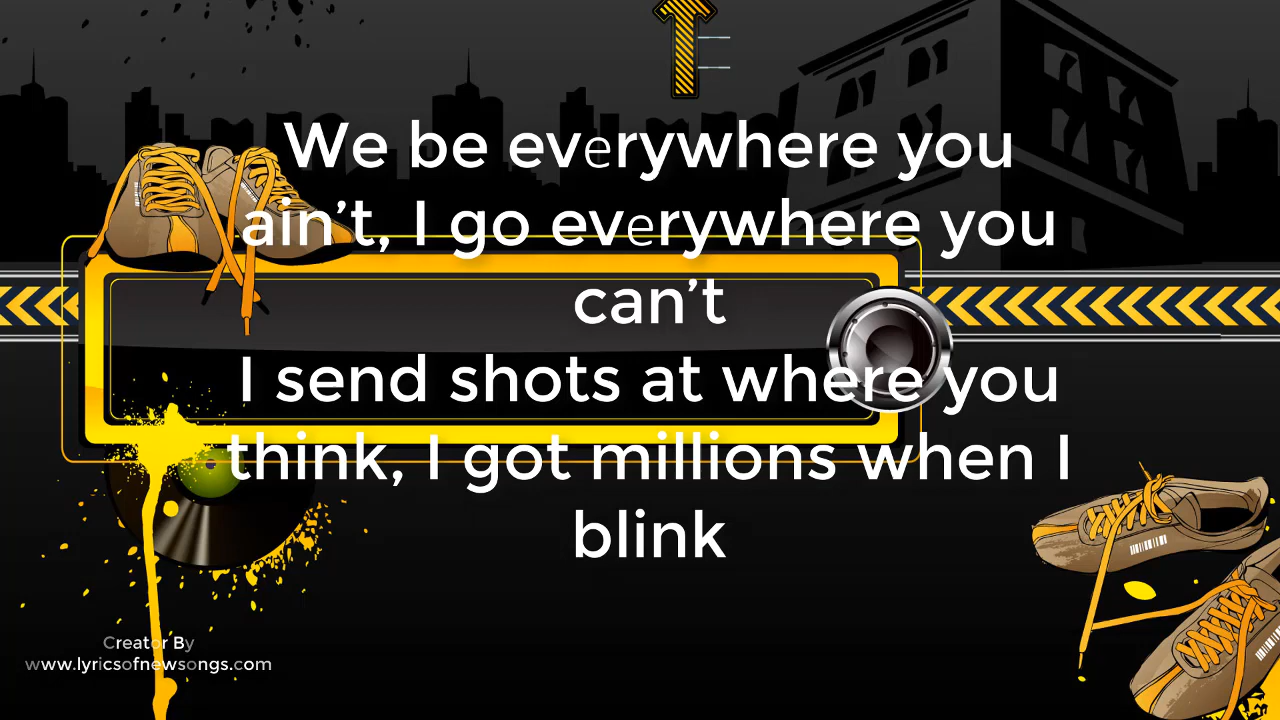 We be everywhere you
ain’t, I go everywhere you
can’t
I send shots at where you
think, I got millions when I
blink
Creator By
www.lyricsofnewsongs.com